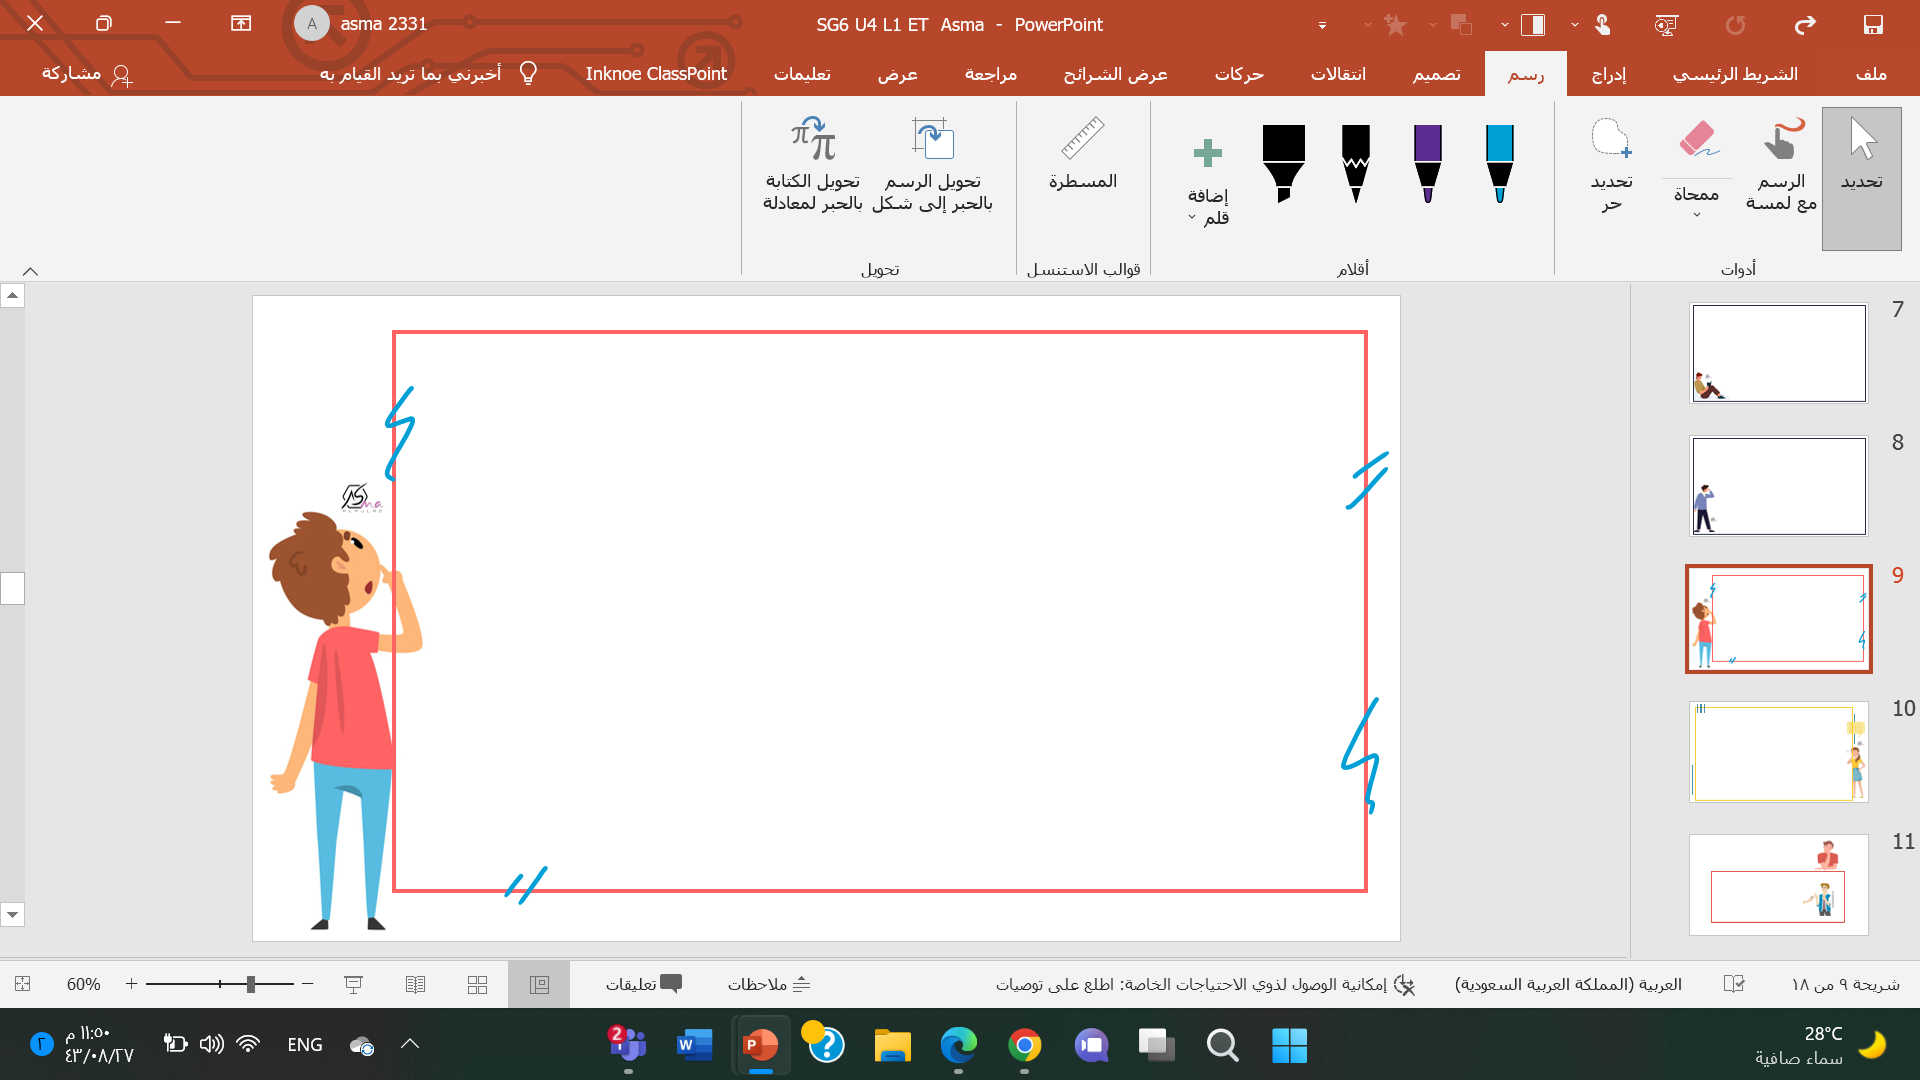 asma 2331
A
SG6 U4 L1 ET   Asma  -  PowerPoint
ملف
الشريط الرئيسي
إدراج
رسم
تصميم
انتقالات
حركات
عرض الشرائح
مراجعة
عرض
تعليمات
Inknoe ClassPoint
أخبرني بما تريد القيام به
مشاركة
تحديد
الرسم
مع لمسة
ممحاة
تحديد
حر
إضافة
قلم
المسطرة
تحويل الرسم
بالحبر إلى شكل
تحويل الكتابة
بالحبر لمعادلة
أدوات
أقلام
قوالب الاستنسل
تحويل
7
8
9
10
11
شريحة ٩ من ١٨
العربية (المملكة العربية السعودية)
إمكانية الوصول لذوي الاحتياجات الخاصة: اطلع على توصيات
ملاحظات
تعليقات
60%
28°C
سماء صافية
2
ENG
١١:٥٠ م
٤٣/٠٨/٢٧
٢